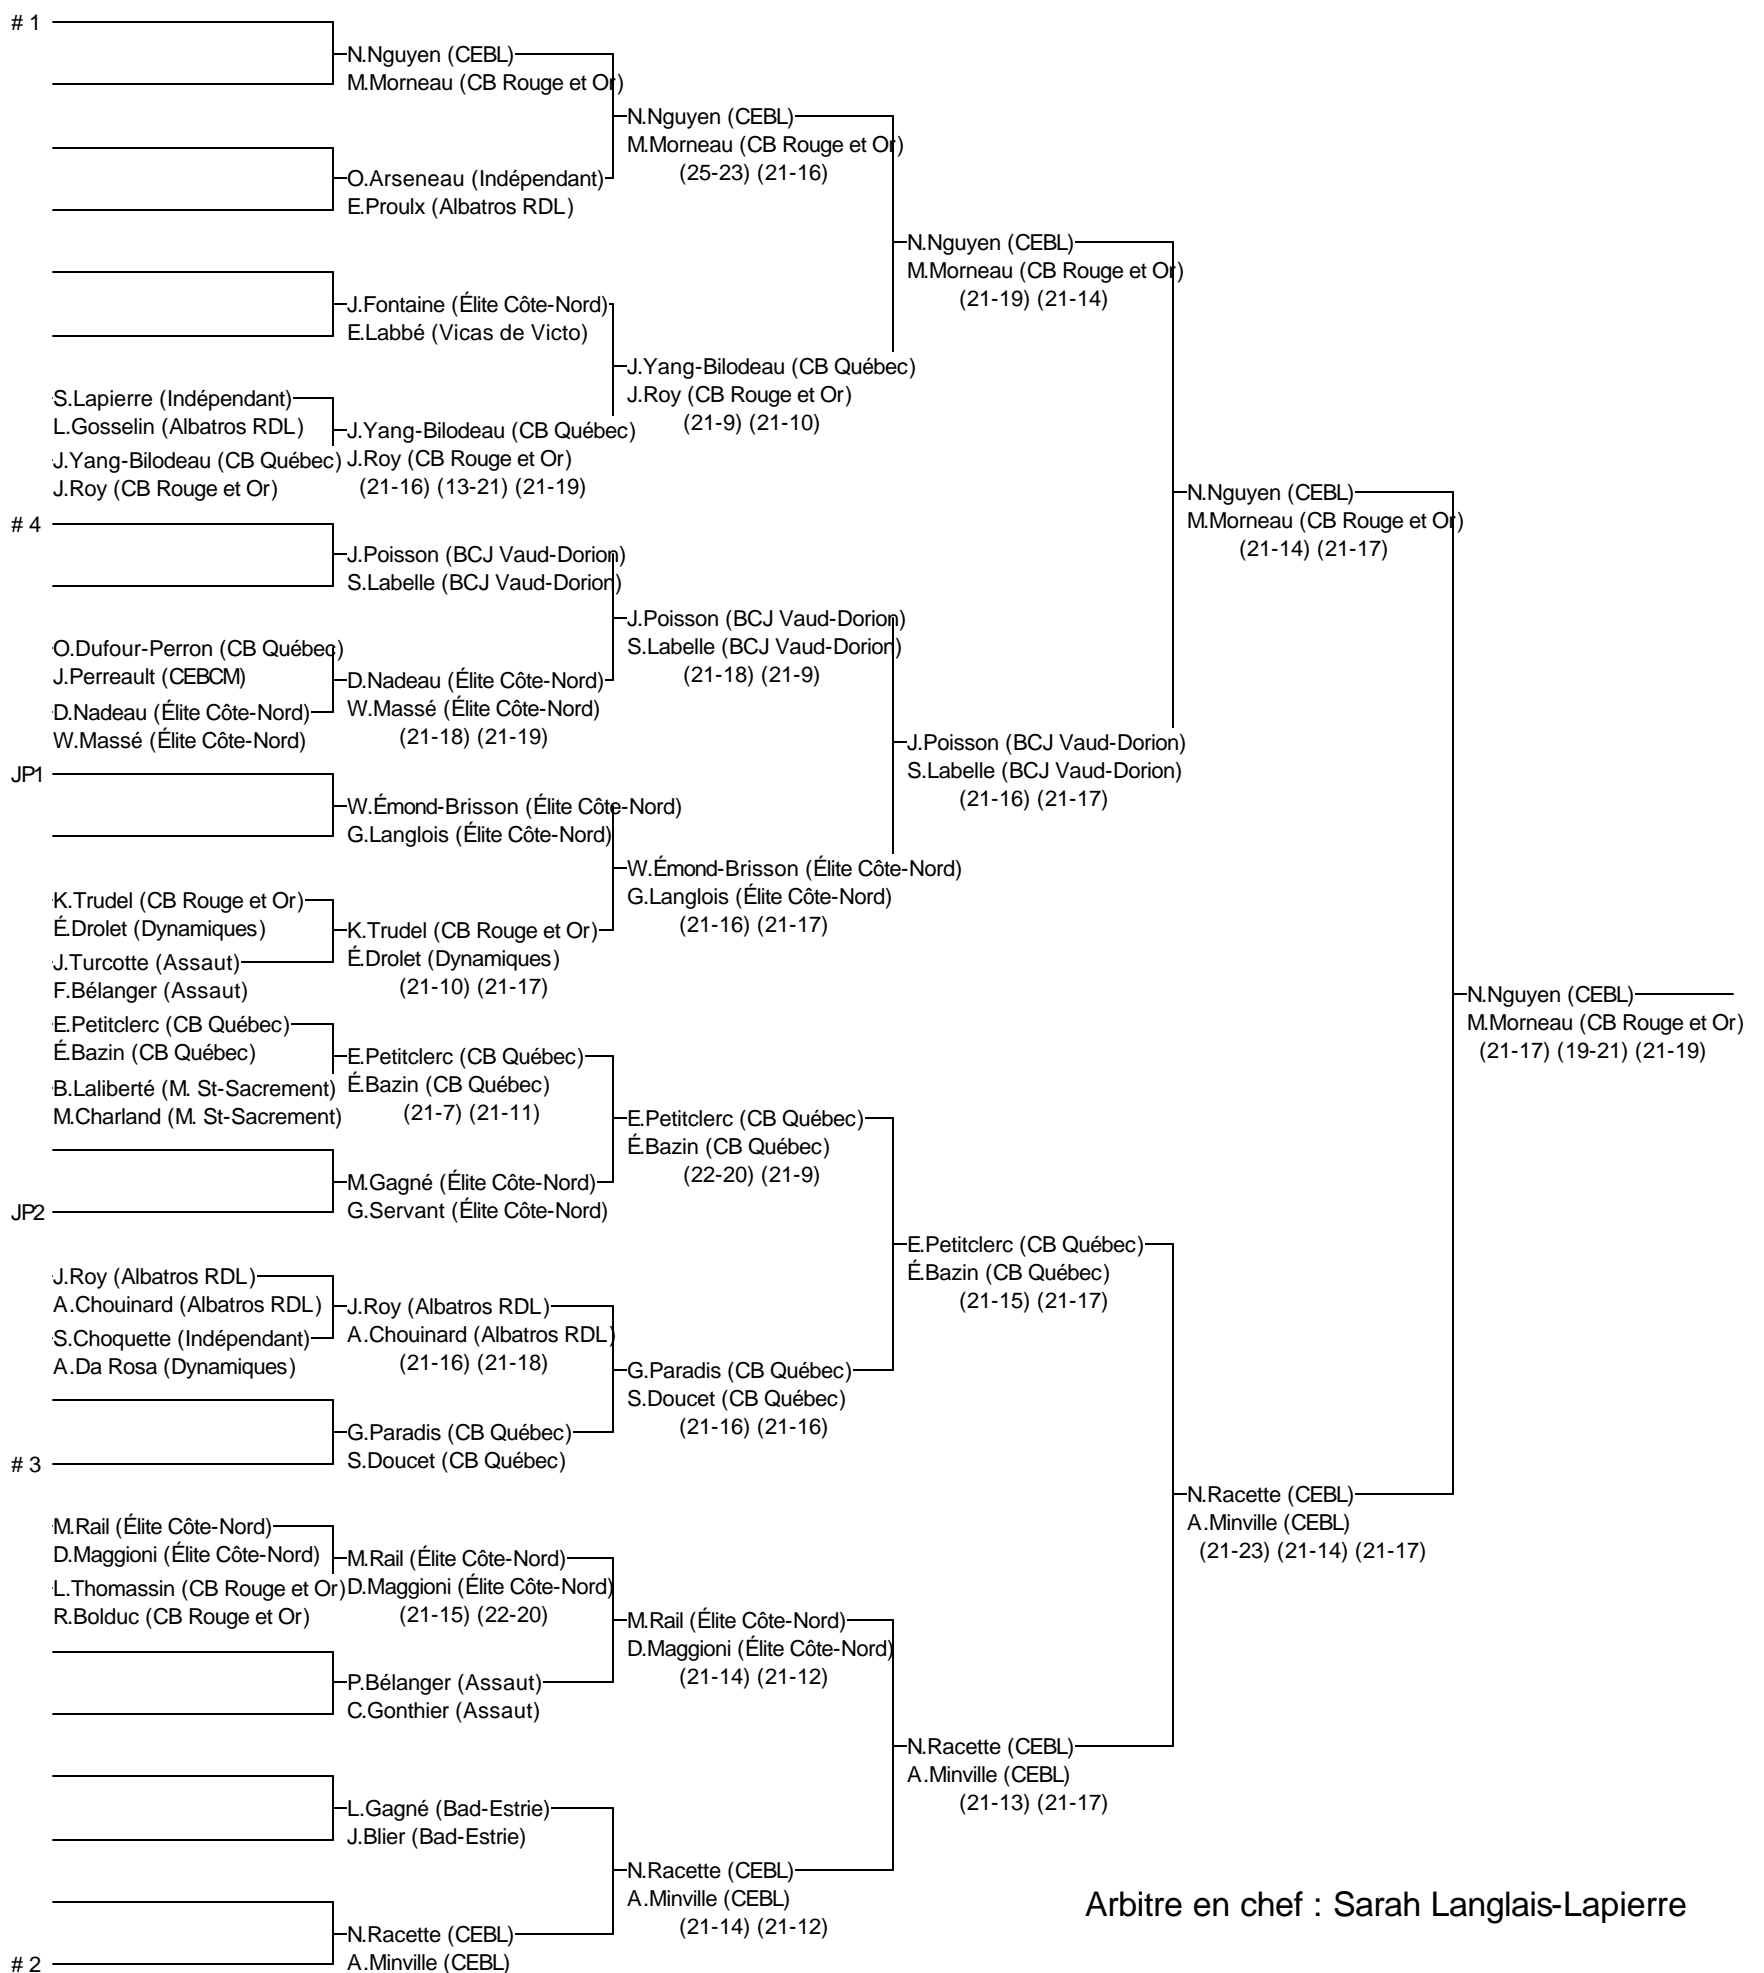 # 1
N.Nguyen (CEBL)
M.Morneau (CB Rouge et Or)
N.Nguyen (CEBL)
M.Morneau (CB Rouge et Or)
(25-23) (21-16)
O.Arseneau (Indépendant)
E.Proulx (Albatros RDL)
N.Nguyen (CEBL)
M.Morneau (CB Rouge et Or)
(21-19) (21-14)
J.Fontaine (Élite Côte-Nord)
E.Labbé (Vicas de Victo)
J.Yang-Bilodeau (CB Québec)
J.Roy (CB Rouge et Or)
(21-9) (21-10)
S.Lapierre (Indépendant)
L.Gosselin (Albatros RDL)
J.Yang-Bilodeau (CB Québec)
J.Roy (CB Rouge et Or)
J.Yang-Bilodeau (CB Québec)
J.Roy (CB Rouge et Or)
(21-16) (13-21) (21-19)
N.Nguyen (CEBL)
M.Morneau (CB Rouge et Or)
(21-14) (21-17)
# 4
J.Poisson (BCJ Vaud-Dorion)
S.Labelle (BCJ Vaud-Dorion)
J.Poisson (BCJ Vaud-Dorion)
S.Labelle (BCJ Vaud-Dorion)
(21-18) (21-9)
O.Dufour-Perron (CB Québec)
J.Perreault (CEBCM)
D.Nadeau (Élite Côte-Nord)
W.Massé (Élite Côte-Nord)
D.Nadeau (Élite Côte-Nord)
W.Massé (Élite Côte-Nord)
(21-18) (21-19)
J.Poisson (BCJ Vaud-Dorion)
S.Labelle (BCJ Vaud-Dorion)
(21-16) (21-17)
JP1
W.Émond-Brisson (Élite Côte-Nord)
G.Langlois (Élite Côte-Nord)
W.Émond-Brisson (Élite Côte-Nord)
G.Langlois (Élite Côte-Nord)
(21-16) (21-17)
K.Trudel (CB Rouge et Or)
É.Drolet (Dynamiques)
J.Turcotte (Assaut)
F.Bélanger (Assaut)
K.Trudel (CB Rouge et Or)
É.Drolet (Dynamiques)
(21-10) (21-17)
N.Nguyen (CEBL)
M.Morneau (CB Rouge et Or)
(21-17) (19-21) (21-19)
E.Petitclerc (CB Québec)
É.Bazin (CB Québec)
B.Laliberté (M. St-Sacrement)
M.Charland (M. St-Sacrement)
E.Petitclerc (CB Québec)
É.Bazin (CB Québec)
(21-7) (21-11)
E.Petitclerc (CB Québec)
É.Bazin (CB Québec)
(22-20) (21-9)
M.Gagné (Élite Côte-Nord)
G.Servant (Élite Côte-Nord)
JP2
E.Petitclerc (CB Québec)
É.Bazin (CB Québec)
(21-15) (21-17)
J.Roy (Albatros RDL)
A.Chouinard (Albatros RDL)
S.Choquette (Indépendant)
A.Da Rosa (Dynamiques)
J.Roy (Albatros RDL)
A.Chouinard (Albatros RDL)
(21-16) (21-18)
G.Paradis (CB Québec)
S.Doucet (CB Québec)
(21-16) (21-16)
G.Paradis (CB Québec)
S.Doucet (CB Québec)
# 3
N.Racette (CEBL)
A.Minville (CEBL)
(21-23) (21-14) (21-17)
M.Rail (Élite Côte-Nord)
D.Maggioni (Élite Côte-Nord)
L.Thomassin (CB Rouge et Or)
R.Bolduc (CB Rouge et Or)
M.Rail (Élite Côte-Nord)
D.Maggioni (Élite Côte-Nord)
(21-15) (22-20)
M.Rail (Élite Côte-Nord)
D.Maggioni (Élite Côte-Nord)
(21-14) (21-12)
P.Bélanger (Assaut)
C.Gonthier (Assaut)
N.Racette (CEBL)
A.Minville (CEBL)
(21-13) (21-17)
L.Gagné (Bad-Estrie)
J.Blier (Bad-Estrie)
N.Racette (CEBL)
A.Minville (CEBL)
(21-14) (21-12)
N.Racette (CEBL)
A.Minville (CEBL)
# 2
Arbitre en chef : Sarah Langlais-Lapierre